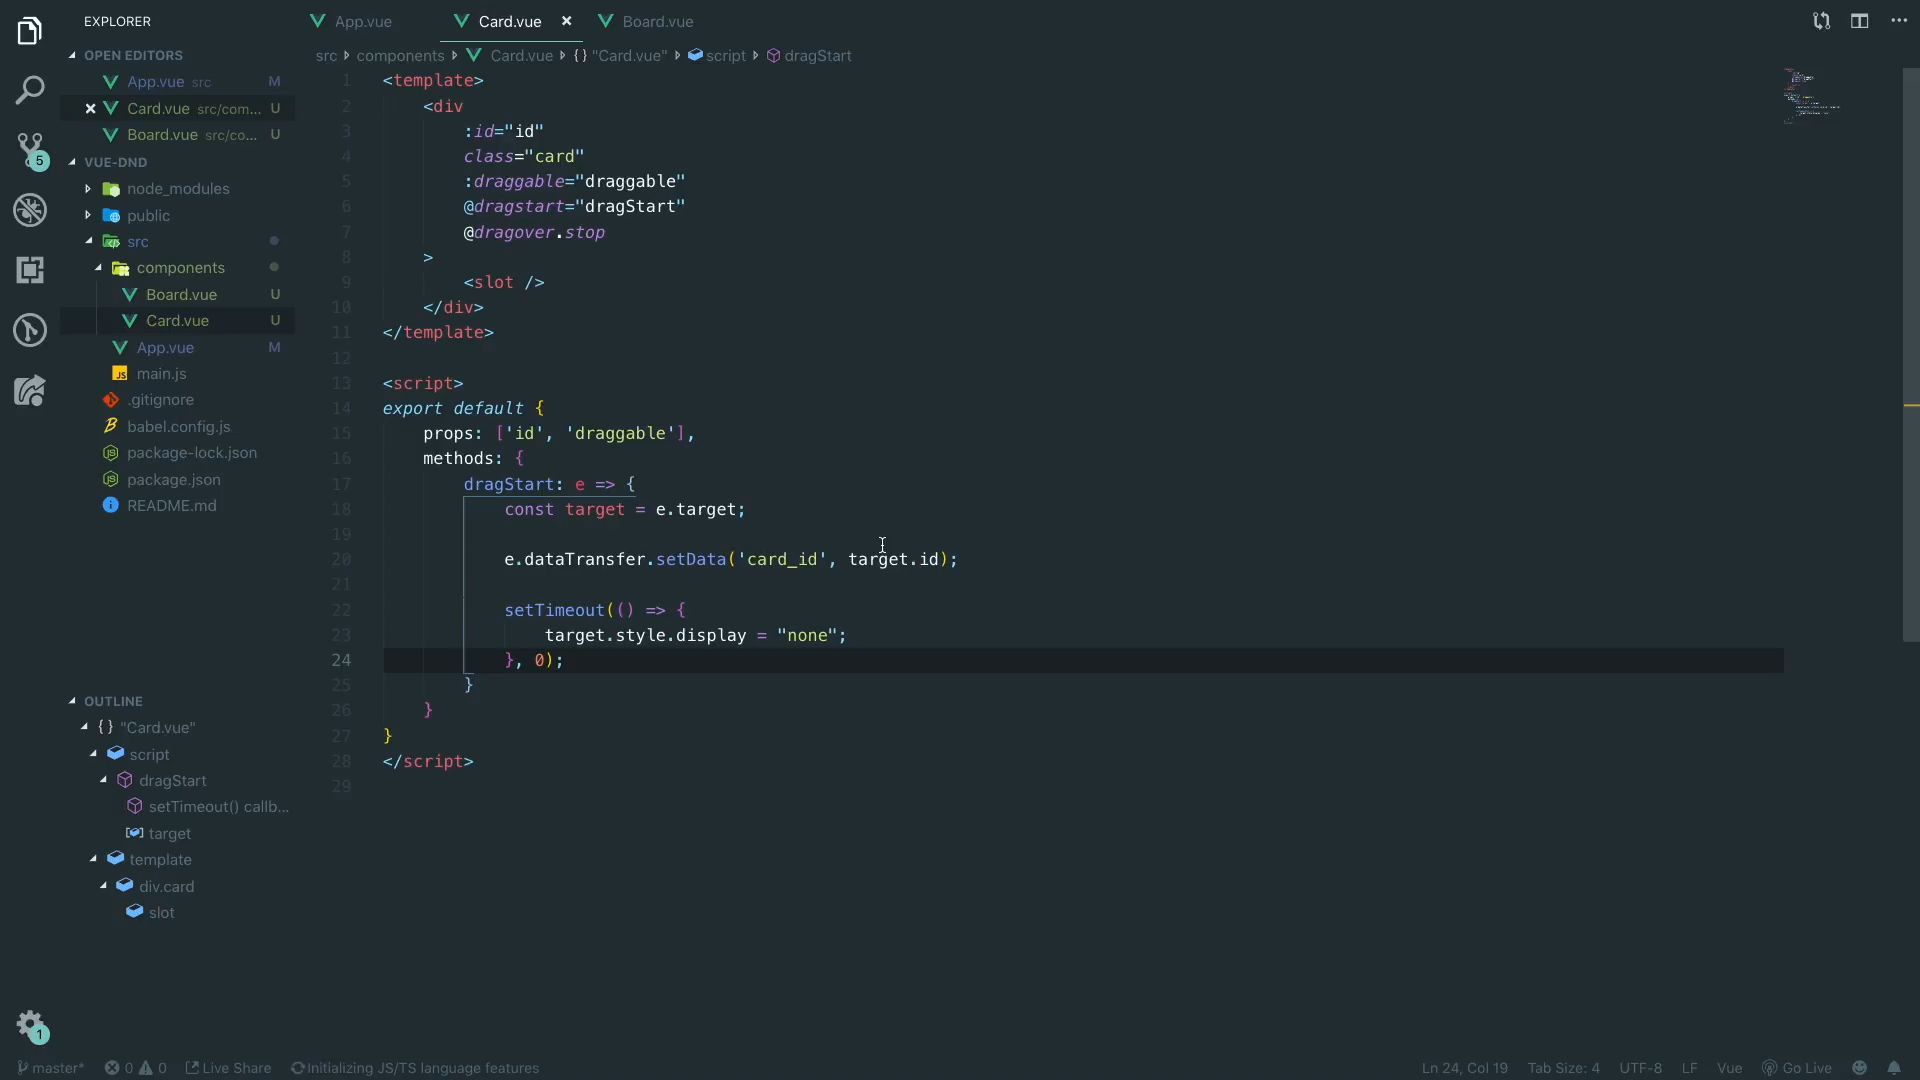 EXPLORER
OPEN EDITORS
App.vue src M
Card.vue src/com... U
Board.vue src/co... U
VUE-DND
node_modules
public
src
components
Board.vue U
Card.vue U
App.vue M
main.js
.gitignore
babel.config.js
package-lock.json
package.json
README.md
OUTLINE
{} "Card.vue"
script
dragStart
setTimeout() callb...
target
template
div.card
slot
5
1
App.vue Card.vue × Board.vue
src components Card.vue {} "Card.vue" script dragStart
1 <template>
2 <div
3 :id="id"
4 class="card"
5 :draggable="draggable"
6 @dragstart="dragStart"
7 @dragover.stop
8 >
9 <slot />
10 </div>
11 </template>
12
13 <script>
14 export default {
15 props: ['id', 'draggable'],
16 methods: {
17 dragStart: e => {
18 const target = e.target;
19
20 e.dataTransfer.setData('card_id', target.id);
21
22 setTimeout(() => {
23 target.style.display = "none";
24 }, 0);
25 }
26 }
27 }
28 </script>
29
master* 0 0 Live Share Initializing JS/TS language features Ln 24, Col 19 Tab Size: 4 UTF-8 LF Vue Go Live